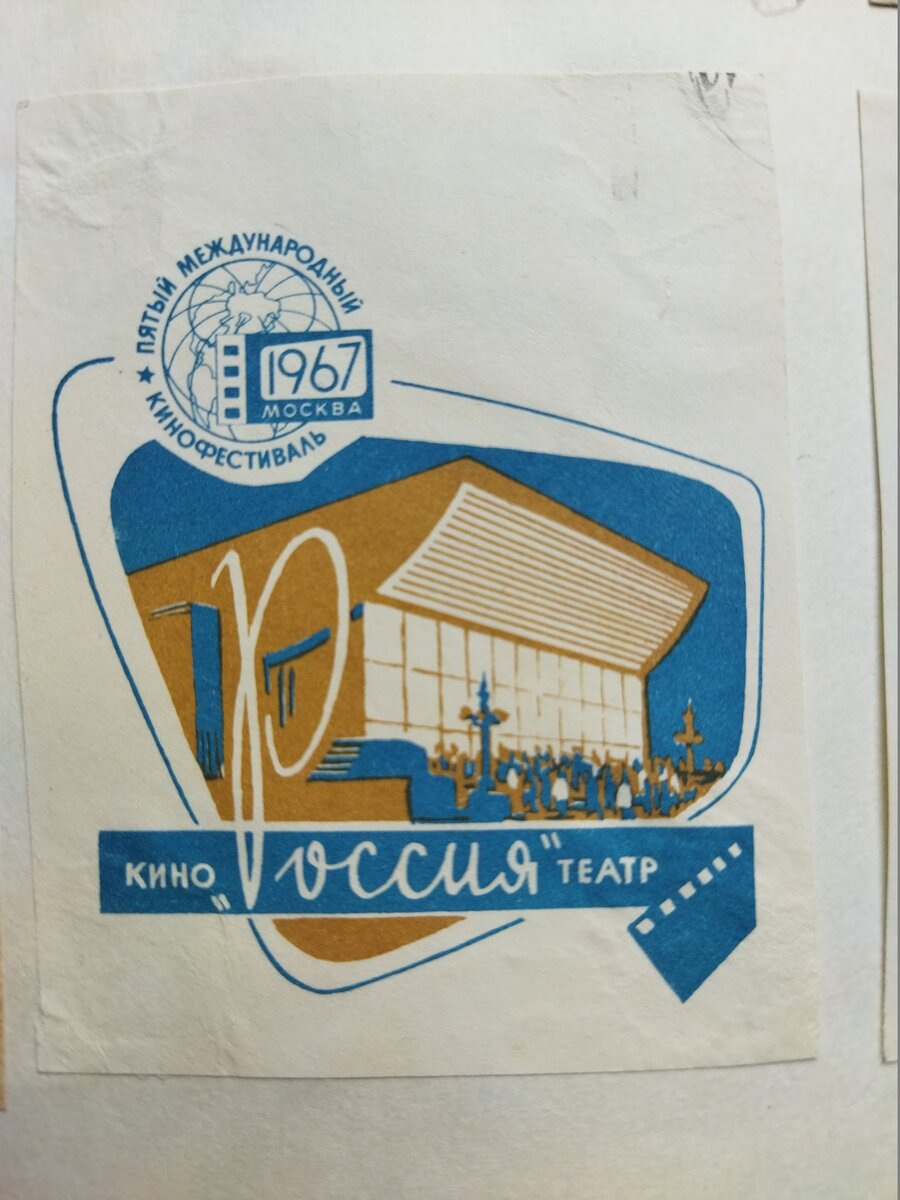 ★ ПЯТЫЙ МЕЖДУНАРОДНЫЙ
КИНОФЕСТИВАЛЬ
1967
МОСКВА
КИНО „Россия“ ТЕАТР